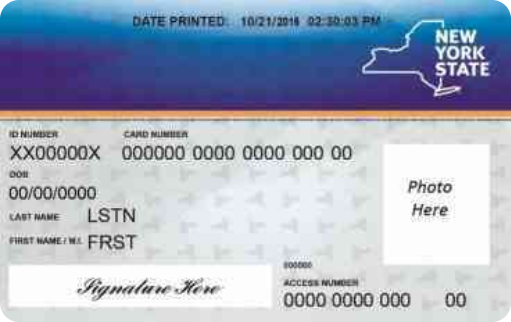 DATE PRINTED: 10/21/2016 02:30:03 PM
NEW
YORK
STATE
ID NUMBER CARD NUMBER
XX00000X 000000 0000 0000 000 00
DOB
00/00/0000
LAST NAME LSTN
FIRST NAME / M.I. FRST
Photo
Here
Signature Here
000000
ACCESS NUMBER
0000 0000 000 00